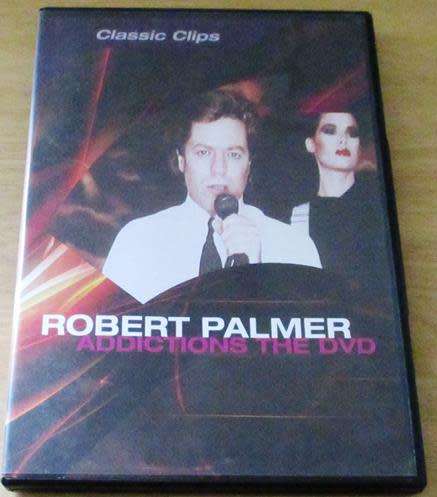 Classic Clips
ROBERT PALMER
ADDICTIONS THE DVD